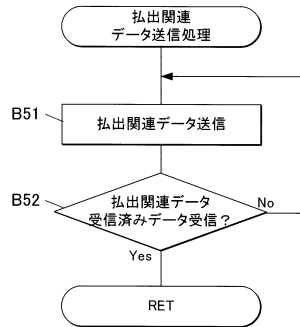 払出関連
データ送信処理
B51
払出関連データ送信
B52
払出関連データ
受信済みデータ受信？
No
Yes
RET